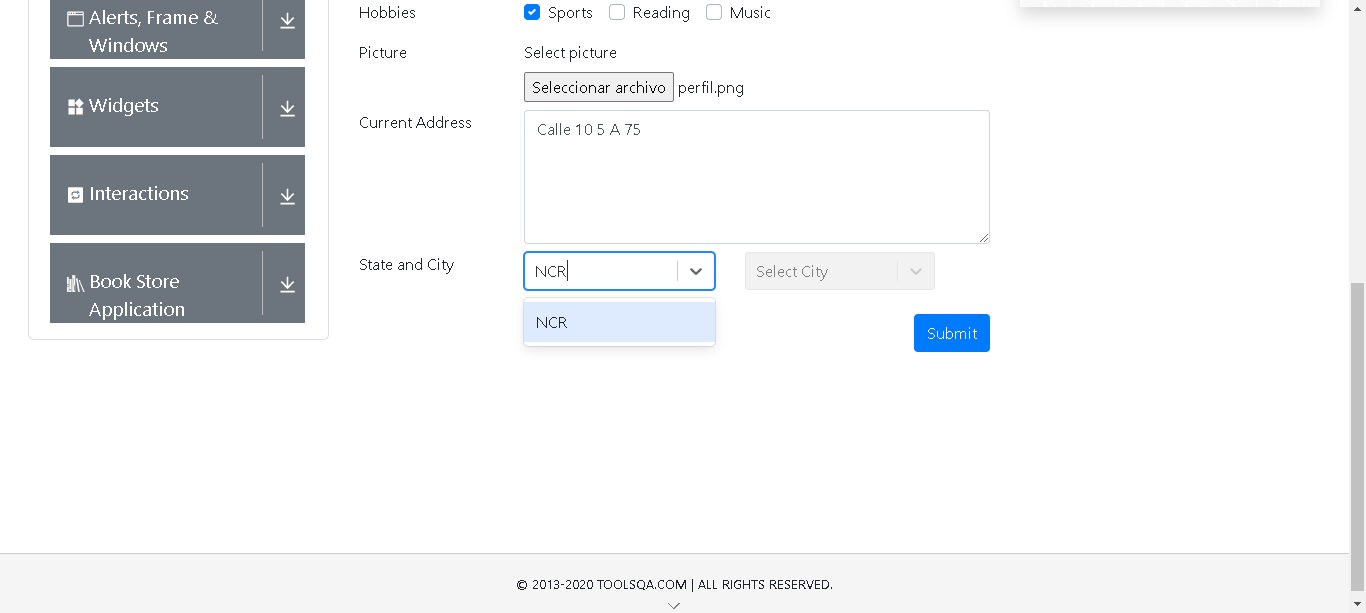 Alerts, Frame &
Windows
Widgets
Interactions
Book Store
Application
Hobbies
Sports Reading Music
Picture
Select picture
Seleccionar archivo perfil.png
Current Address
Calle 10 5 A 75
State and City
NCR
Select City
NCR
Submit
© 2013-2020 TOOLSQA.COM | ALL RIGHTS RESERVED.